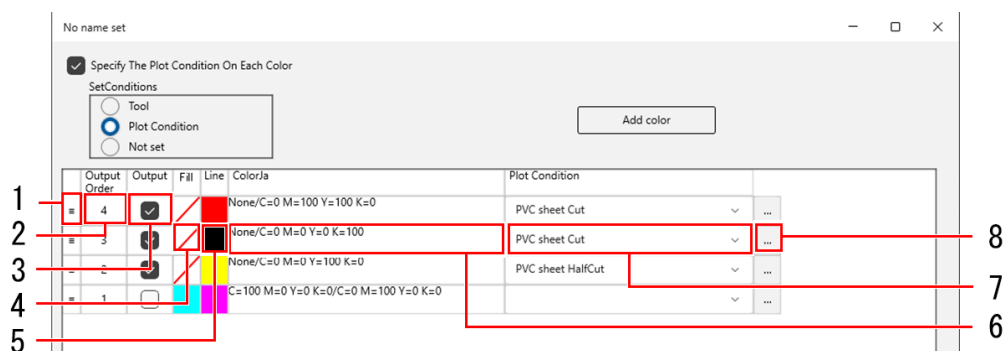 No name set
Specify The Plot Condition On Each Color
SetConditions
Tool
Plot Condition
Not set
Add color
Output Order Output Fill Line ColorJa Plot Condition
1
4 None/C=0 M=100 Y=100 K=0 PVC sheet Cut ...
2
3 None/C=0 M=0 Y=0 K=100 PVC sheet Cut ... 8
3
2 None/C=0 M=0 Y=100 K=0 PVC sheet HalfCut ...
7
4
1 C=100 M=0 Y=0 K=0/C=0 M=100 Y=0 K=0 ...
6
5